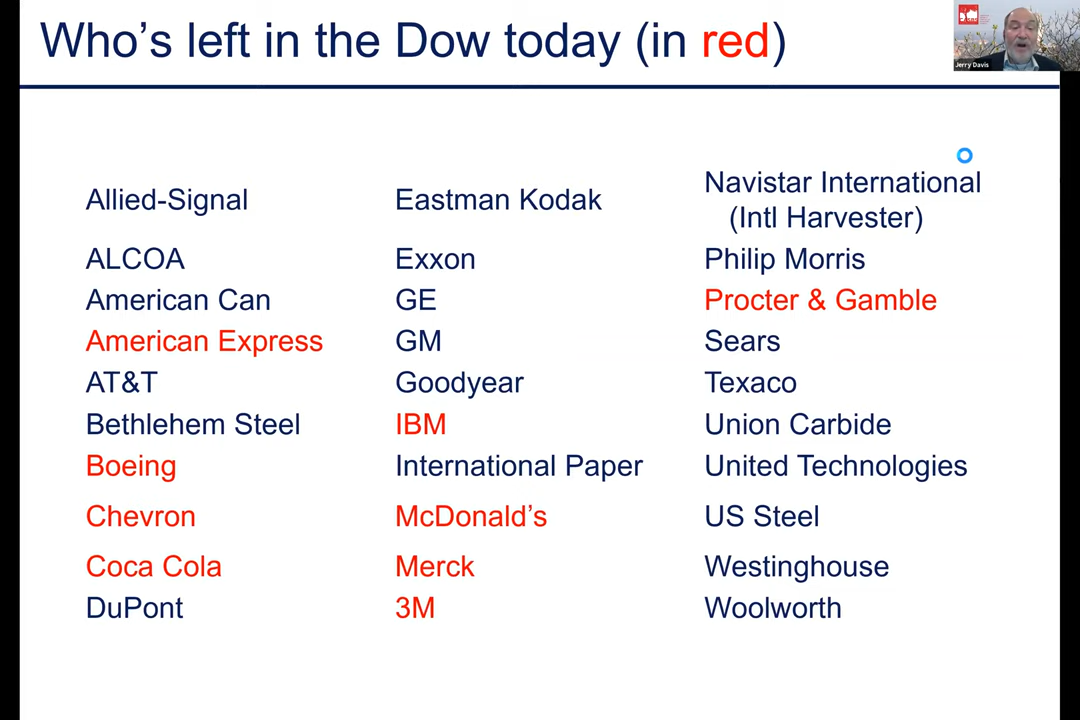 Who's left in the Dow today (in red)
Jerry Davis
Allied-Signal
ALCOA
American Can
American Express
AT&T
Bethlehem Steel
Boeing
Chevron
Coca Cola
DuPont
Eastman Kodak
Exxon
GE
GM
Goodyear
IBM
International Paper
McDonald's
Merck
3M
Navistar International
(Intl Harvester)
Philip Morris
Procter & Gamble
Sears
Texaco
Union Carbide
United Technologies
US Steel
Westinghouse
Woolworth